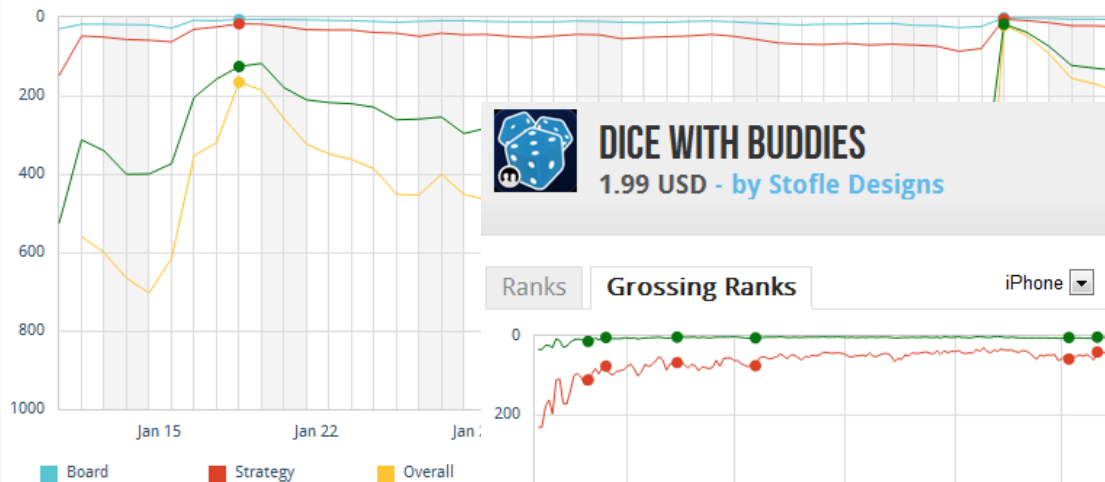 0
200
400
600
800
1000
Jan 15 Jan 22 Jan
Board Strategy Overall
DICE WITH BUDDIES
1.99 USD - by Stofle Designs
Ranks Grossing Ranks iPhone
0
200